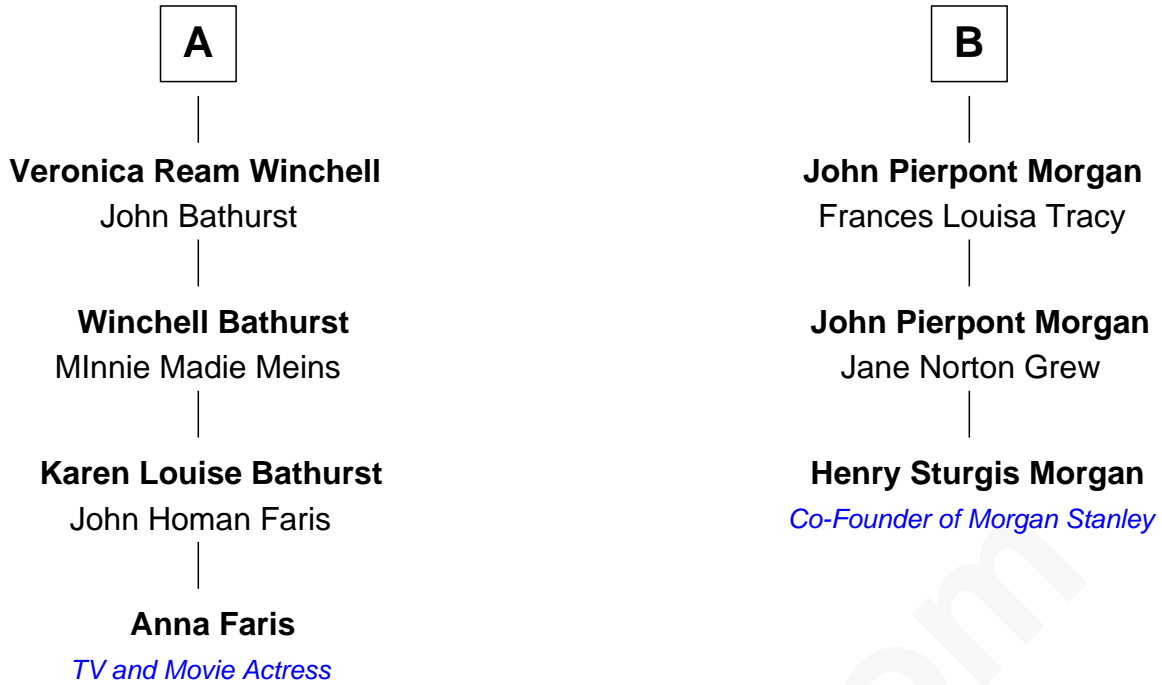 A
Veronica Ream Winchell
John Bathurst
Winchell Bathurst
MInnie Madie Meins
Karen Louise Bathurst
John Homan Faris
Anna Faris
TV and Movie Actress
B
John Pierpont Morgan
Frances Louisa Tracy
John Pierpont Morgan
Jane Norton Grew
Henry Sturgis Morgan
Co-Founder of Morgan Stanley
om